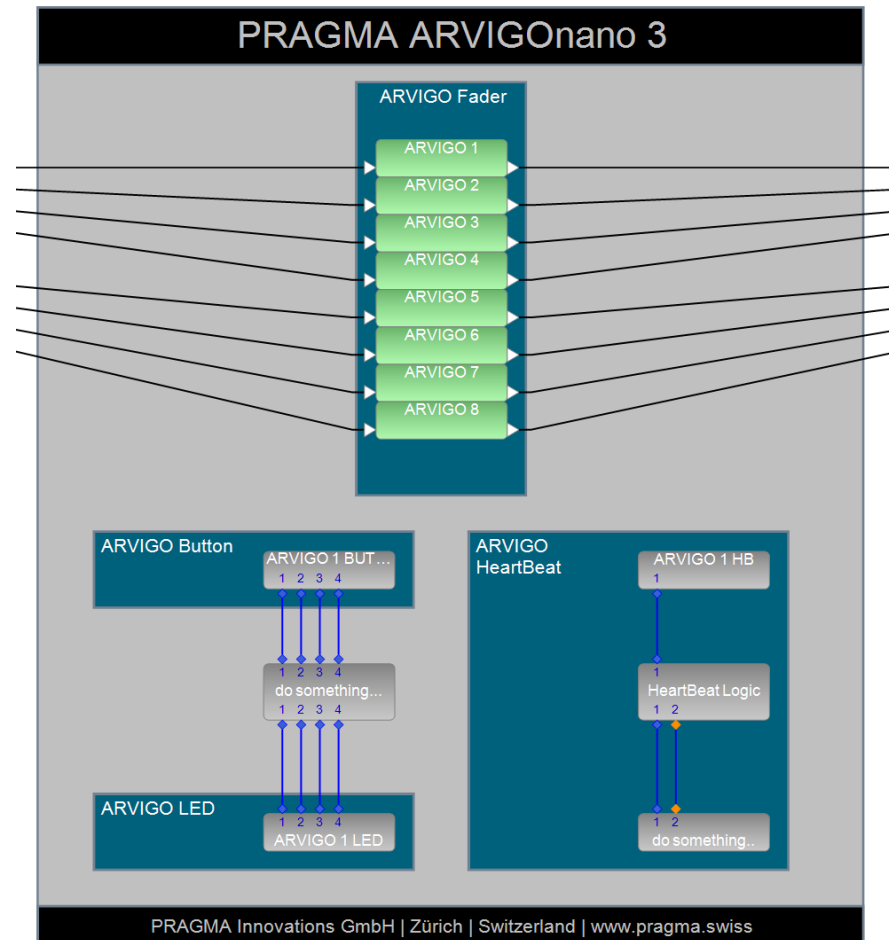 PRAGMA ARVIGOnano 3
ARVIGO Fader
ARVIGO 1
ARVIGO 2
ARVIGO 3
ARVIGO 4
ARVIGO 5
ARVIGO 6
ARVIGO 7
ARVIGO 8
ARVIGO Button
ARVIGO 1 BUT...
1 2 3 4
1 2 3 4
do something...
1 2 3 4
ARVIGO LED
1 2 3 4
ARVIGO 1 LED
ARVIGO
HeartBeat
ARVIGO 1 HB
1
1
HeartBeat Logic
1 2
1 2
do something..
PRAGMA Innovations GmbH | Zürich | Switzerland | www.pragma.swiss